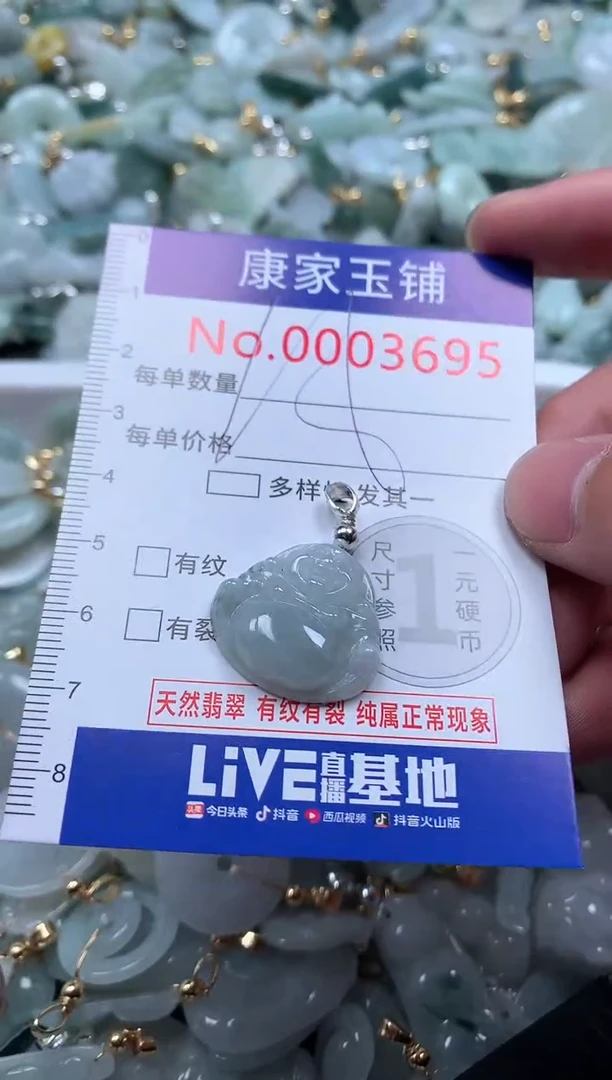 康家玉铺
No.0003695
0
1
2
3
4
5
6
7
8
每单数量
每单价格
多样 发其一
有纹
有裂
尺寸参照
1
一元硬币
天然翡翠 有纹有裂 纯属正常现象
LiVE直播基地
头条 今日头条 抖音 西瓜视频 抖音火山版